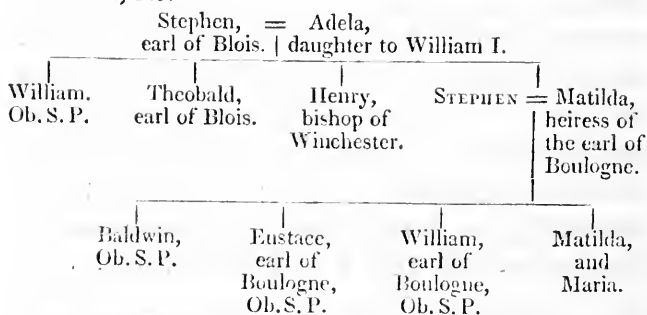 Stephen, = Adela,
earl of Blois. | daughter to William I.
William. Theobald, Henry, STEPHEN = Matilda,
Ob. S. P. earl of Blois. bishop of heiress of
Winchester. the earl of
Boulogne.
Baldwin, Eustace, William, Matilda,
Ob. S. P. earl of earl of and
Boulogne, Boulogne, Maria.
Ob. S. P. Ob. S. P.